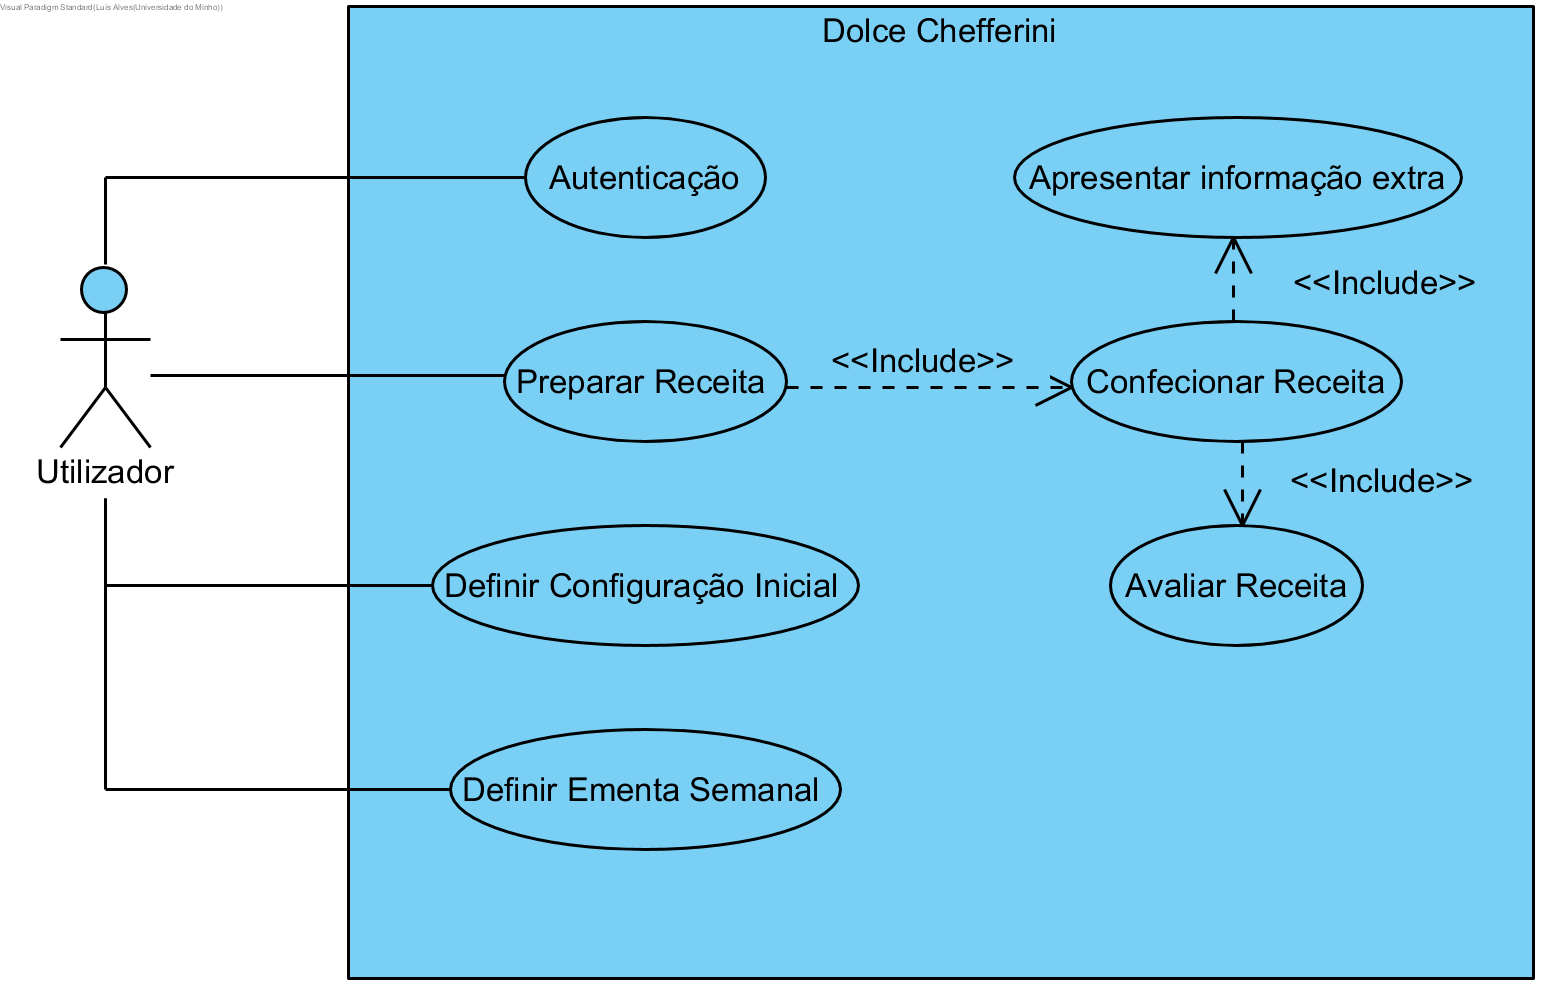 Visual Paradigm Standard(Luís Alves(Universidade do Minho))
Dolce Chefferini
Autenticação
Apresentar informação extra
<<Include>>
<<Include>>
Preparar Receita
Confecionar Receita
Utilizador
<<Include>>
Definir Configuração Inicial
Avaliar Receita
Definir Ementa Semanal